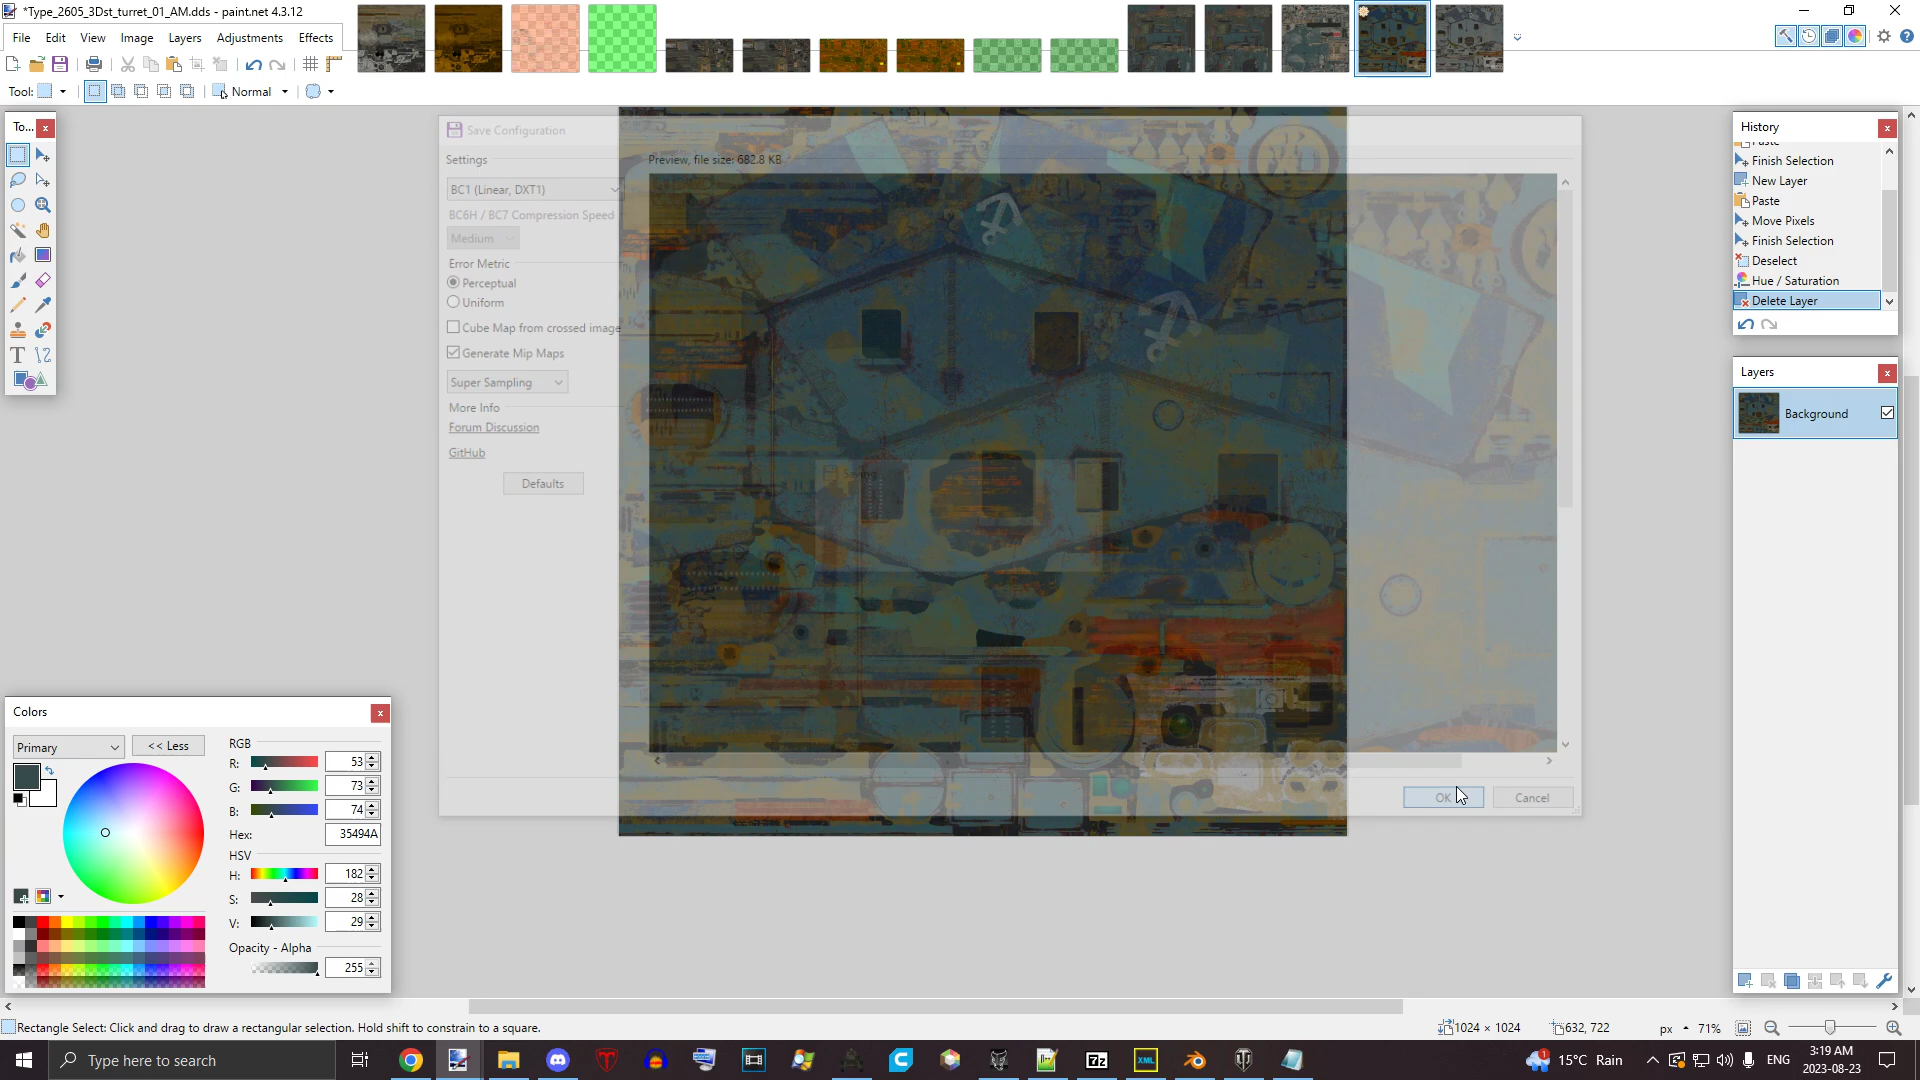 *Type_2605_3Dst_turret_01_AM.dds - paint.net 4.3.12
File Edit View Image Layers Adjustments Effects
Tool: Normal
To...
Save Configuration
Settings
BC1 (Linear, DXT1)
BC6H / BC7 Compression Speed
Medium
Error Metric
Perceptual
Uniform
Cube Map from crossed image
Generate Mip Maps
Super Sampling
More Info
Forum Discussion
GitHub
Defaults
Preview, file size: 682.8 KB
Saving
OK Cancel
History
Paste
Finish Selection
New Layer
Paste
Move Pixels
Finish Selection
Deselect
Hue / Saturation
Delete Layer
Layers
Background
Colors
Primary
<< Less
RGB
R: 53
G: 73
B: 74
Hex: 35494A
HSV
H: 182
S: 28
V: 29
Opacity - Alpha
255
Rectangle Select: Click and drag to draw a rectangular selection. Hold shift to constrain to a square.
1024 × 1024 632, 722 px 71%
Type here to search
7z
XML
1
15°C Rain
ENG
3:19 AM
2023-08-23